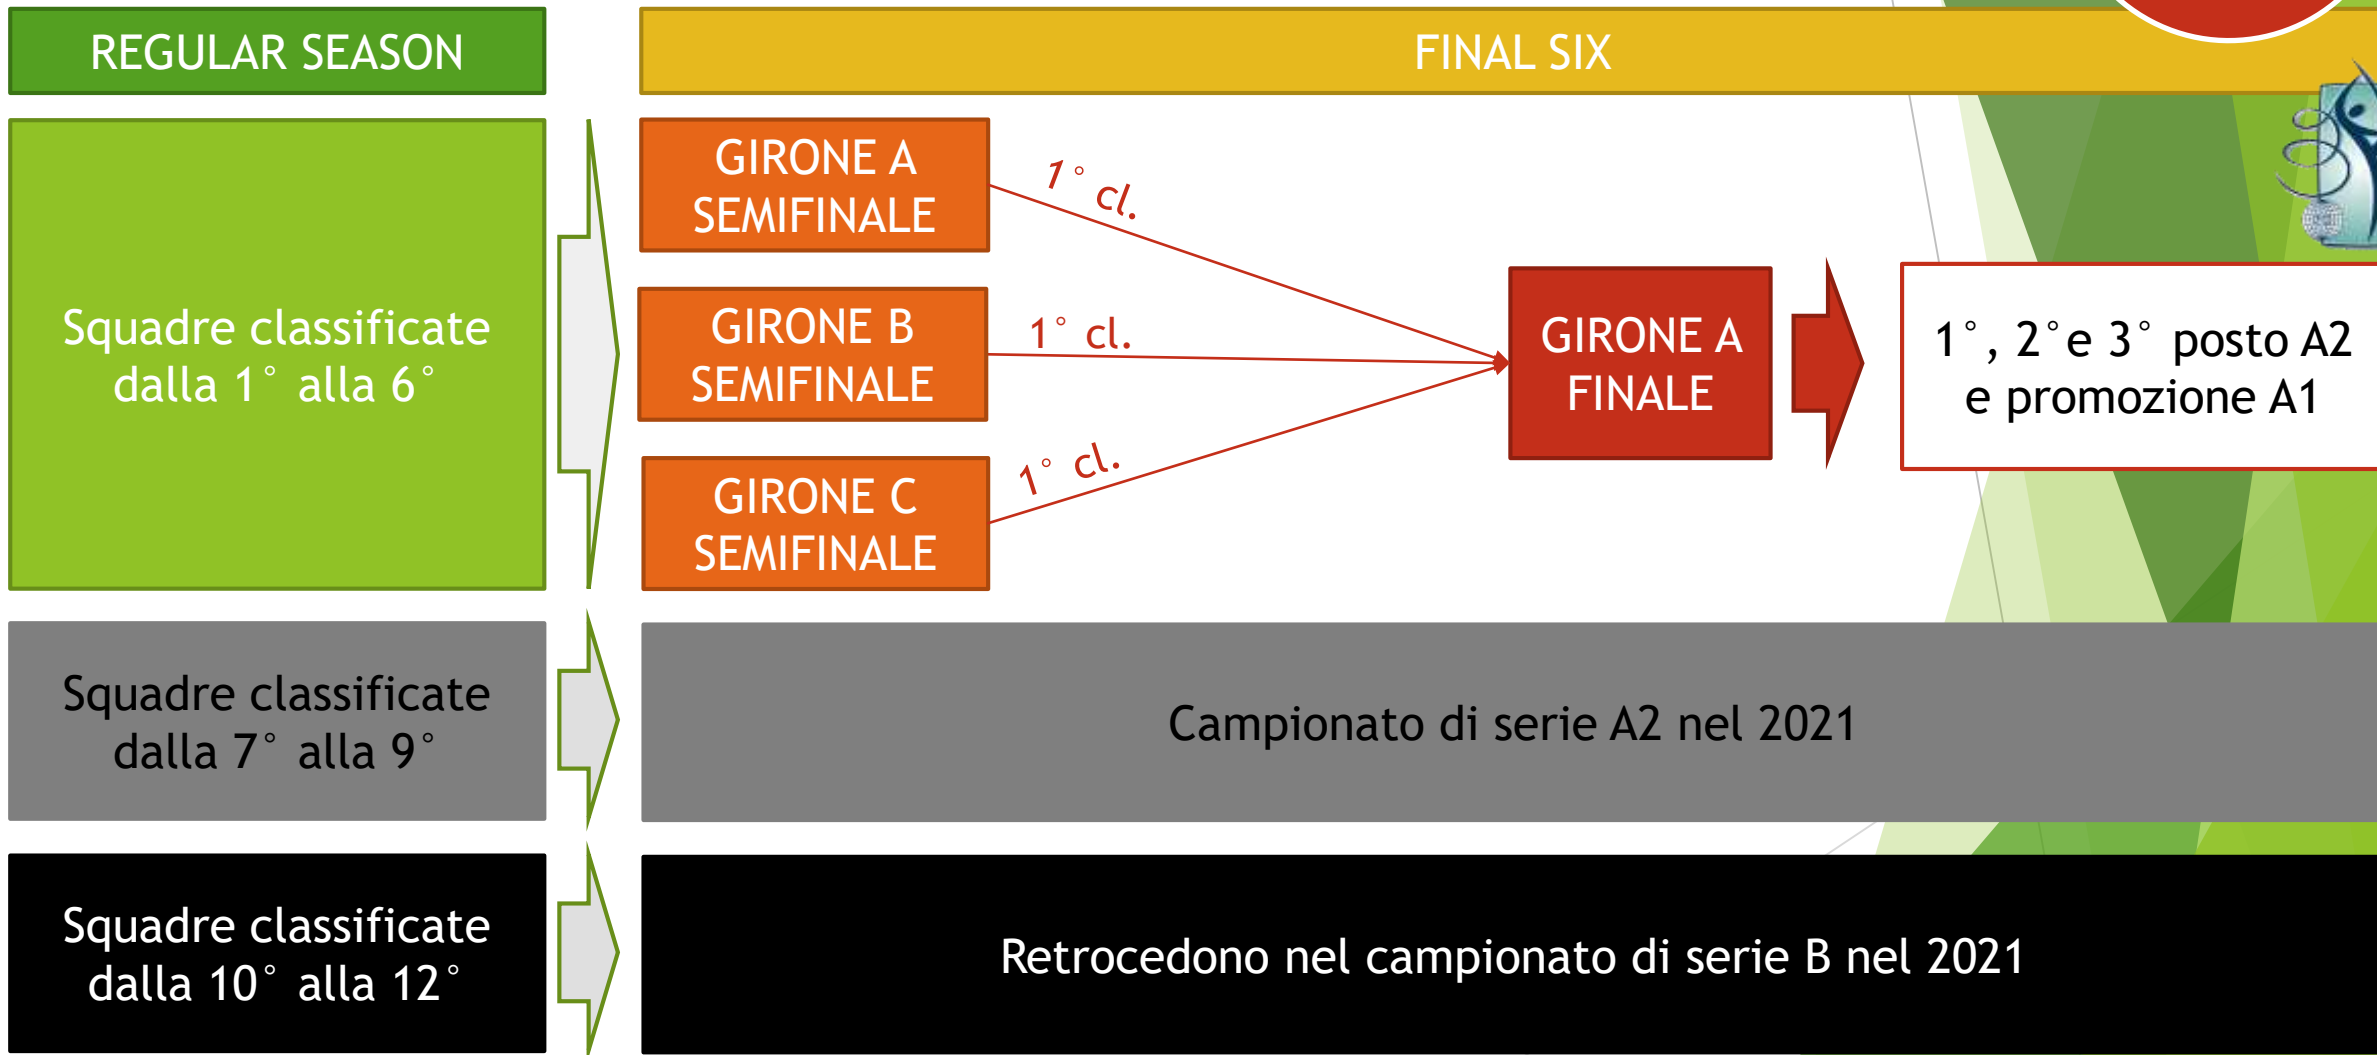 REGULAR SEASON
FINAL SIX
Squadre classificate
dalla 1° alla 6°
GIRONE A
SEMIFINALE
1° cl.
GIRONE B
SEMIFINALE
1° cl.
GIRONE C
SEMIFINALE
1° cl.
GIRONE A
FINALE
1°, 2°e 3° posto A2
e promozione A1
Squadre classificate
dalla 7° alla 9°
Campionato di serie A2 nel 2021
Squadre classificate
dalla 10° alla 12°
Retrocedono nel campionato di serie B nel 2021